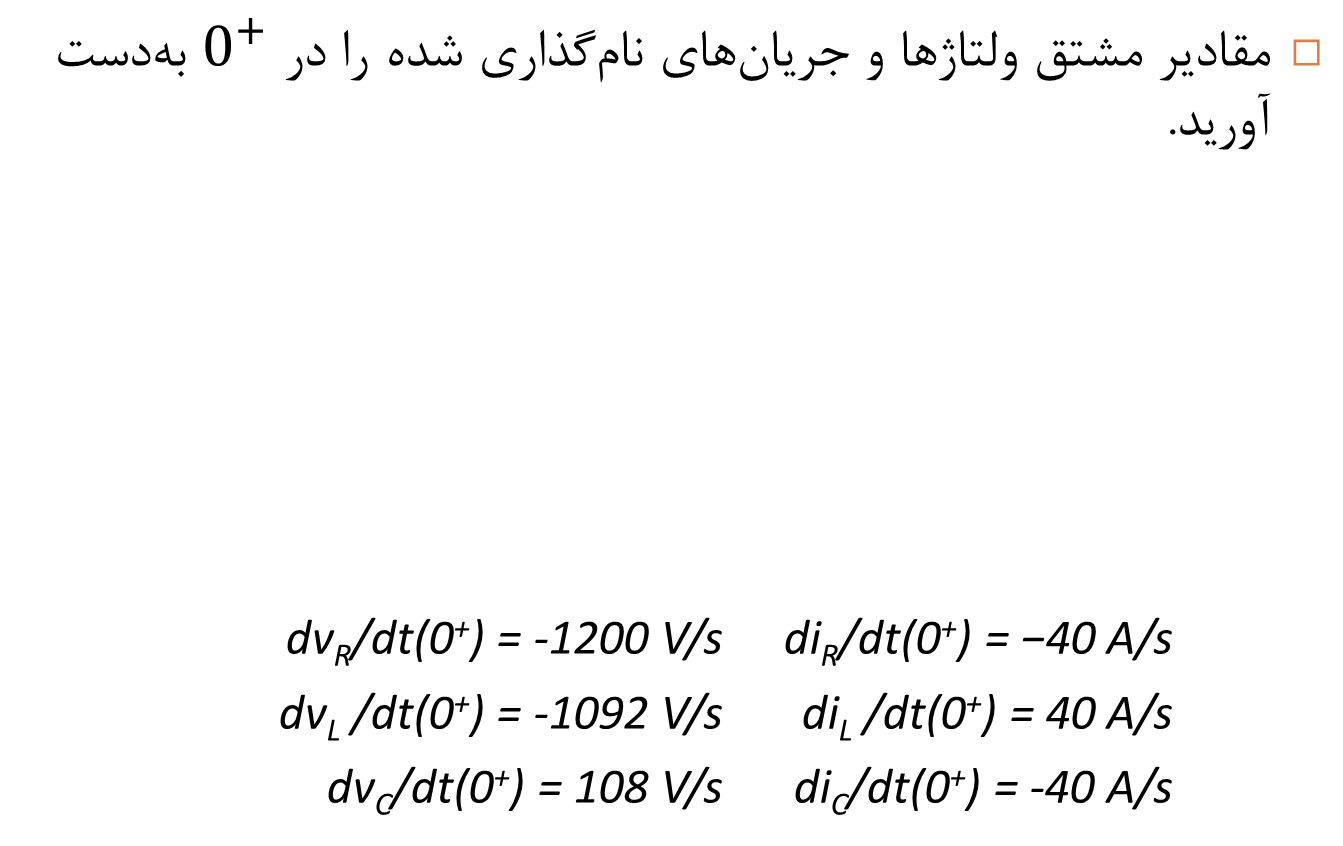 مقادیر مشتق ولتاژها و جریان‌های نام‌گذاری شده را در 0⁺ به‌دست
آورید.
dv_R/dt(0⁺) = -1200 V/s di_R/dt(0⁺) = −40 A/s
dv_L /dt(0⁺) = -1092 V/s di_L /dt(0⁺) = 40 A/s
dv_C/dt(0⁺) = 108 V/s di_C/dt(0⁺) = -40 A/s